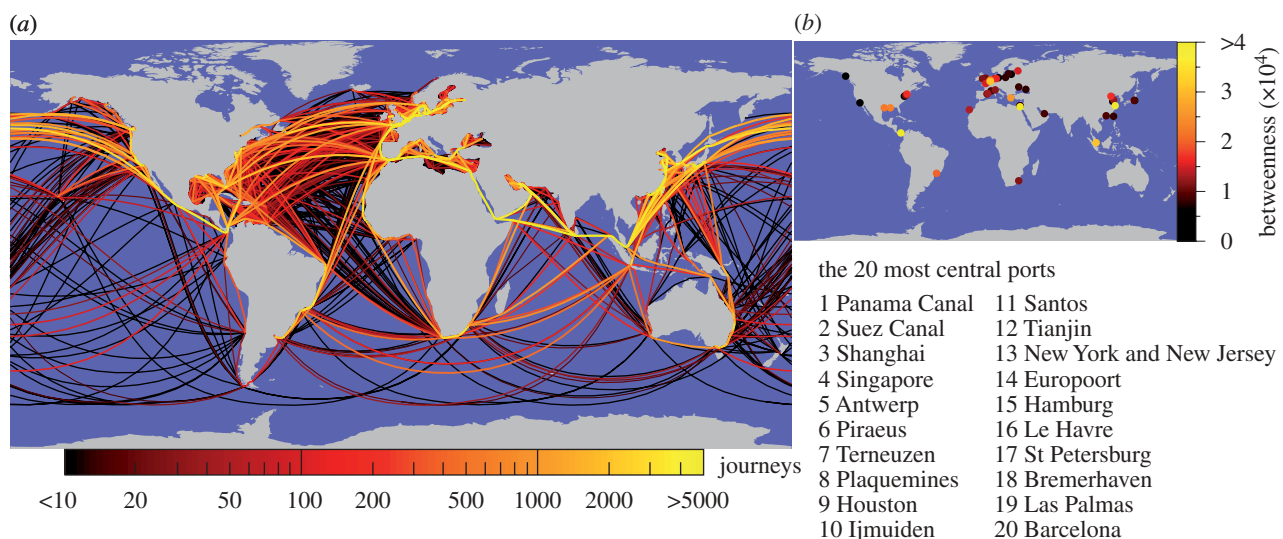 (a)
<10 20 50 100 200 500 1000 2000 >5000 journeys
(b)
>4
3
2
1
0
betweenness (×10⁴)
the 20 most central ports
1 Panama Canal
2 Suez Canal
3 Shanghai
4 Singapore
5 Antwerp
6 Piraeus
7 Terneuzen
8 Plaquemines
9 Houston
10 Ijmuiden
11 Santos
12 Tianjin
13 New York and New Jersey
14 Europoort
15 Hamburg
16 Le Havre
17 St Petersburg
18 Bremerhaven
19 Las Palmas
20 Barcelona